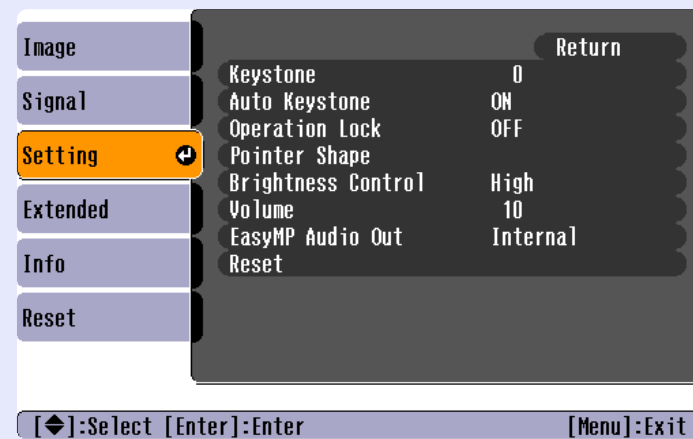 Image
Signal
Setting
Extended
Info
Reset
Return
Keystone 0
Auto Keystone ON
Operation Lock OFF
Pointer Shape
Brightness Control High
Volume 10
EasyMP Audio Out Internal
Reset
[◆]:Select [Enter]:Enter [Menu]:Exit